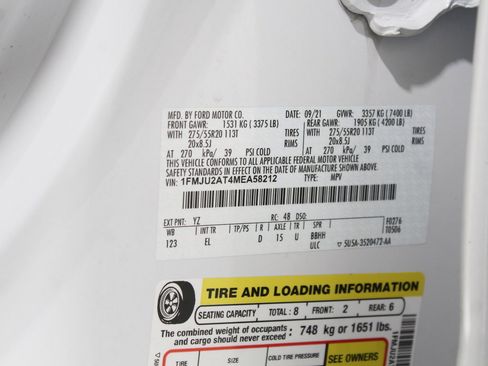 MFD. BY FORD MOTOR CO. DATE: 09/21 GVWR: 3357 KG ( 7400 LB)
FRONT GAWR: 1531 KG ( 3375 LB) REAR GAWR: 1905 KG ( 4200 LB)
WITH 275/55R20 113T TIRES WITH 275/55R20 113T TIRES
20x8.5J RIMS 20x8.5J RIMS
AT 270 kPa/ 39 PSI COLD AT 270 kPa/ 39 PSI COLD
THIS VEHICLE CONFORMS TO ALL APPLICABLE FEDERAL MOTOR VEHICLE
SAFETY STANDARDS IN EFFECT ON THE DATE OF MANUFACTURE SHOWN ABOVE.
VIN: 1FMJU2AT4MEA58212 TYPE: MPV
EXT PNT: YZ RC: 48 DSO: F0276
WB INT TR TP/PS R AXLE TR SPR T0506
123 EL D 15 U BBHH
ULC ▽ 5U5A-3520472-AA
TIRE AND LOADING INFORMATION
SEATING CAPACITY TOTAL: 8 FRONT: 2 REAR: 6
The combined weight of occupants and cargo should never exceed: 748 kg or 1651 lbs.
TIRE SIZE COLD TIRE PRESSURE SEE OWNERS
1FMJU2A